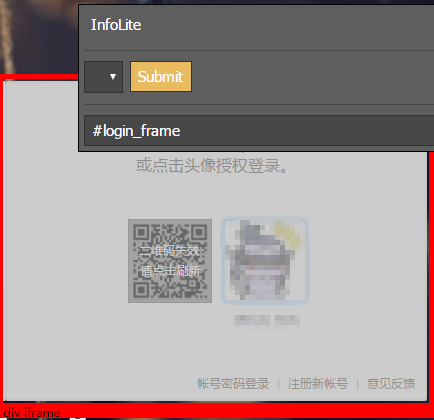 InfoLite
Submit
#login_frame
或点击头像授权登录。
二维码失效
请点击刷新
帐号密码登录 | 注册新帐号 | 意见反馈
div iframe